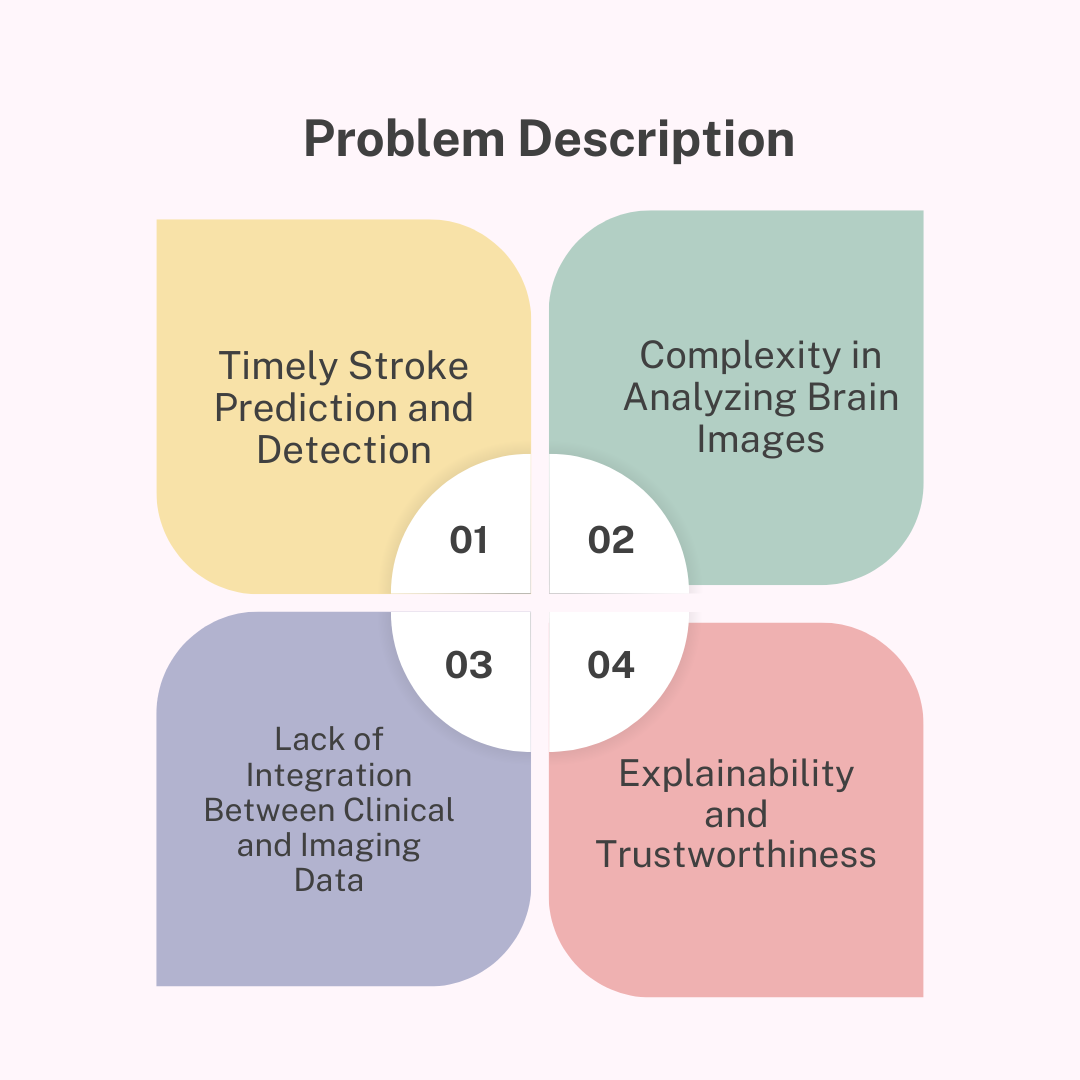 Problem Description
Timely Stroke
Prediction and
Detection
01
Complexity in
Analyzing Brain
Images
02
03
Lack of
Integration
Between Clinical
and Imaging
Data
04
Explainability
and
Trustworthiness